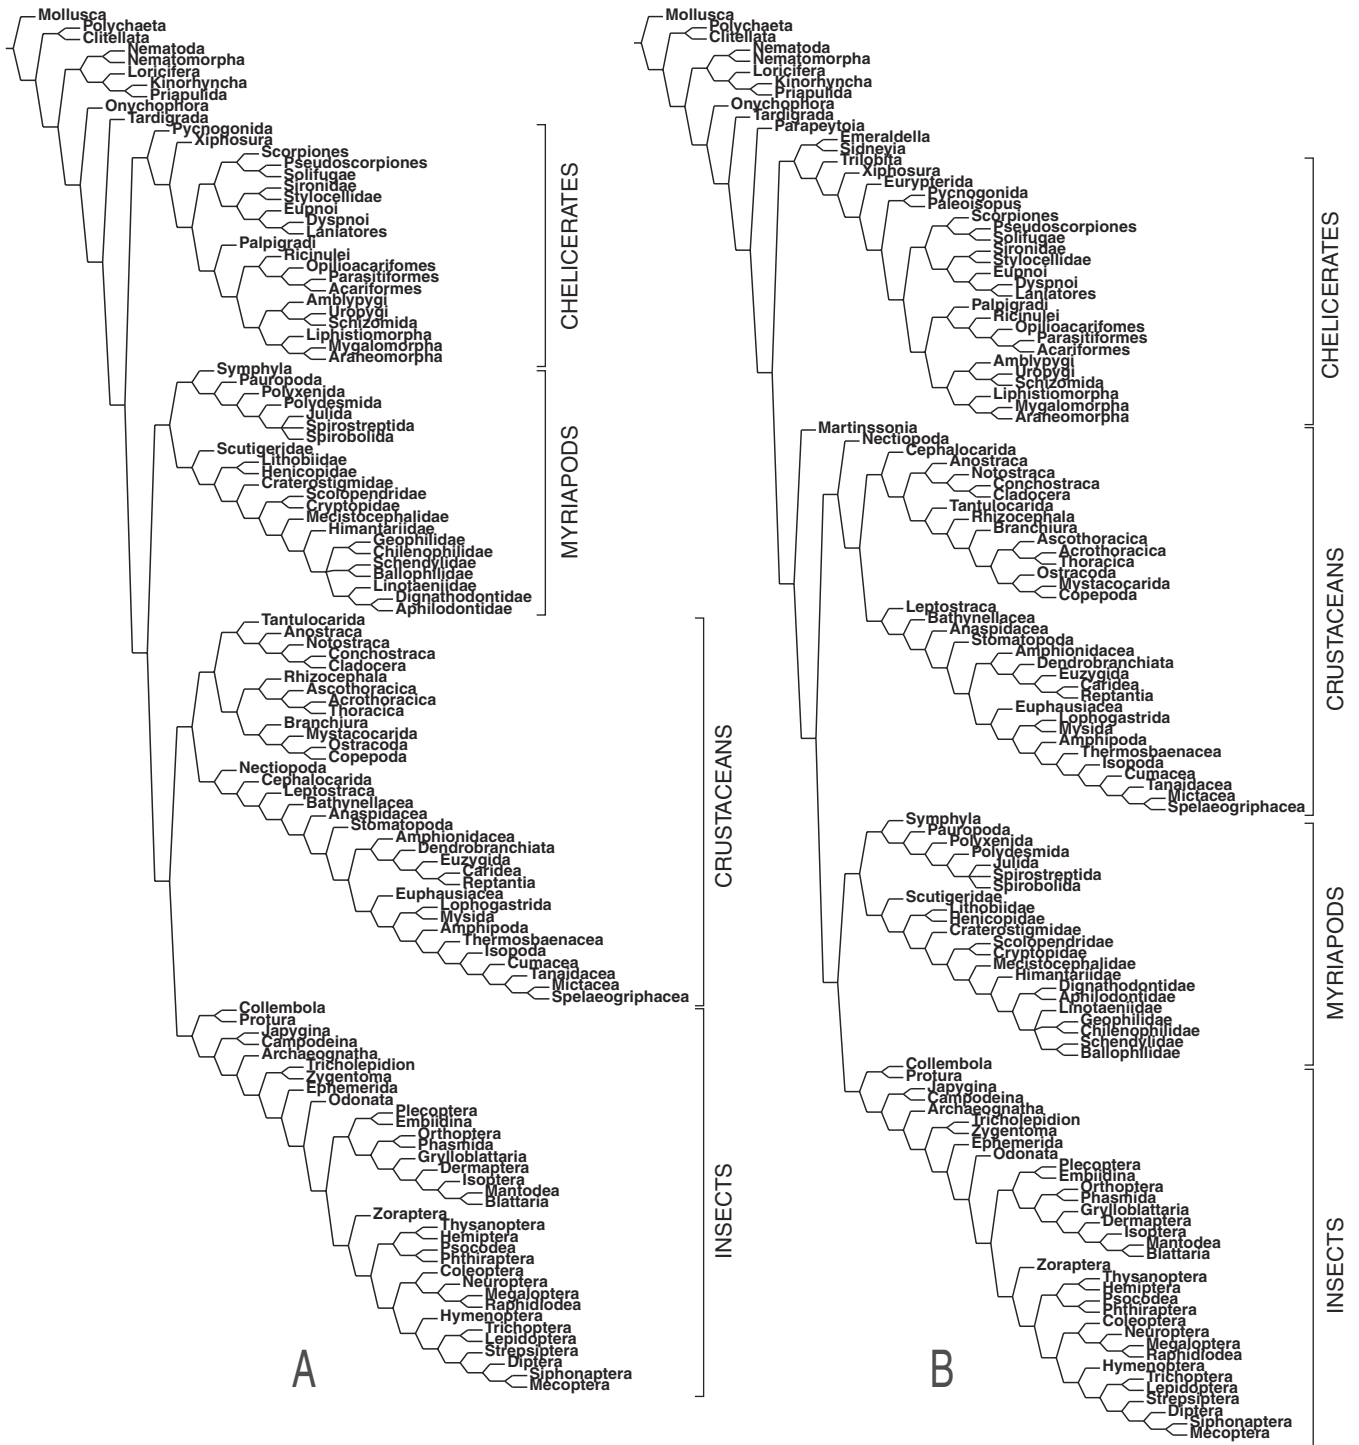 Mollusca
Polychaeta
Clitellata
Nematoda
Nematomorpha
Loricifera
Kinorhyncha
Priapulida
Onychophora
Tardigrada
Pycnogonida
Xiphosura
Scorpiones
Pseudoscorpiones
Solifugae
Sironidae
Stylocellidae
Eupnoi
Dyspnoi
Laniatores
Palpigradi
Ricinulei
Opilioacarifomes
Parasitiformes
Acariformes
Amblypygi
Uropygi
Schizomida
Liphistiomorpha
Mygalomorpha
Araneomorpha
CHELICERATES
Symphyla
Pauropoda
Polyxenida
Polydesmida
Julida
Spirostreptida
Spirobolida
Scutigeridae
Lithobiidae
Henicopidae
Craterostigmidae
Scolopendridae
Cryptopidae
Mecistocephalidae
Himantariidae
Geophilidae
Chilenophilidae
Schendylidae
Ballophilidae
Linotaeniidae
Dignathodontidae
Aphilodontidae
MYRIAPODS
Tantulocarida
Anostraca
Notostraca
Conchostraca
Cladocera
Rhizocephala
Ascothoracica
Acrothoracica
Thoracica
Branchiura
Mystacocarida
Ostracoda
Copepoda
Nectiopoda
Cephalocarida
Leptostraca
Bathynellacea
Anaspidacea
Stomatopoda
Amphionidacea
Dendrobranchiata
Euzygida
Caridea
Reptantia
Euphausiacea
Lophogastrida
Mysida
Amphipoda
Thermosbaenacea
Isopoda
Cumacea
Tanaidacea
Mictacea
Spelaeogriphacea
CRUSTACEANS
Collembola
Protura
Japygina
Campodeina
Archaeognatha
Tricholepidion
Zygentoma
Ephemerida
Odonata
Plecoptera
Embiidina
Orthoptera
Phasmida
Grylloblattaria
Dermaptera
Isoptera
Mantodea
Blattaria
Zoraptera
Thysanoptera
Hemiptera
Psocodea
Phthiraptera
Coleoptera
Neuroptera
Megaloptera
Raphidiodea
Hymenoptera
Trichoptera
Lepidoptera
Strepsiptera
Diptera
Siphonaptera
Mecoptera
INSECTS
A
Mollusca
Polychaeta
Clitellata
Nematoda
Nematomorpha
Loricifera
Kinorhyncha
Priapulida
Onychophora
Tardigrada
Parapeytoia
Emeraldella
Sidneyia
Trilobita
Xiphosura
Eurypterida
Pycnogonida
Paleoisopus
Scorpiones
Pseudoscorpiones
Solifugae
Sironidae
Stylocellidae
Eupnoi
Dyspnoi
Laniatores
Palpigradi
Ricinulei
Opilioacarifomes
Parasitiformes
Acariformes
Amblypygi
Uropygi
Schizomida
Liphistiomorpha
Mygalomorpha
Araneomorpha
CHELICERATES
Martinssonia
Nectiopoda
Cephalocarida
Anostraca
Notostraca
Conchostraca
Cladocera
Tantulocarida
Rhizocephala
Branchiura
Ascothoracica
Acrothoracica
Thoracica
Ostracoda
Mystacocarida
Copepoda
Leptostraca
Bathynellacea
Anaspidacea
Stomatopoda
Amphionidacea
Dendrobranchiata
Euzygida
Caridea
Reptantia
Euphausiacea
Lophogastrida
Mysida
Amphipoda
Thermosbaenacea
Isopoda
Cumacea
Tanaidacea
Mictacea
Spelaeogriphacea
CRUSTACEANS
Symphyla
Pauropoda
Polyxenida
Polydesmida
Julida
Spirostreptida
Spirobolida
Scutigeridae
Lithobiidae
Henicopidae
Craterostigmidae
Scolopendridae
Cryptopidae
Mecistocephalidae
Himantariidae
Dignathodontidae
Aphilodontidae
Linotaeniidae
Geophilidae
Chilenophilidae
Schendylidae
Ballophilidae
MYRIAPODS
Collembola
Protura
Japygina
Campodeina
Archaeognatha
Tricholepidion
Zygentoma
Ephemerida
Odonata
Plecoptera
Embiidina
Orthoptera
Phasmida
Grylloblattaria
Dermaptera
Isoptera
Mantodea
Blattaria
Zoraptera
Thysanoptera
Hemiptera
Psocodea
Phthiraptera
Coleoptera
Neuroptera
Megaloptera
Raphidiodea
Hymenoptera
Trichoptera
Lepidoptera
Strepsiptera
Diptera
Siphonaptera
Mecoptera
INSECTS
B